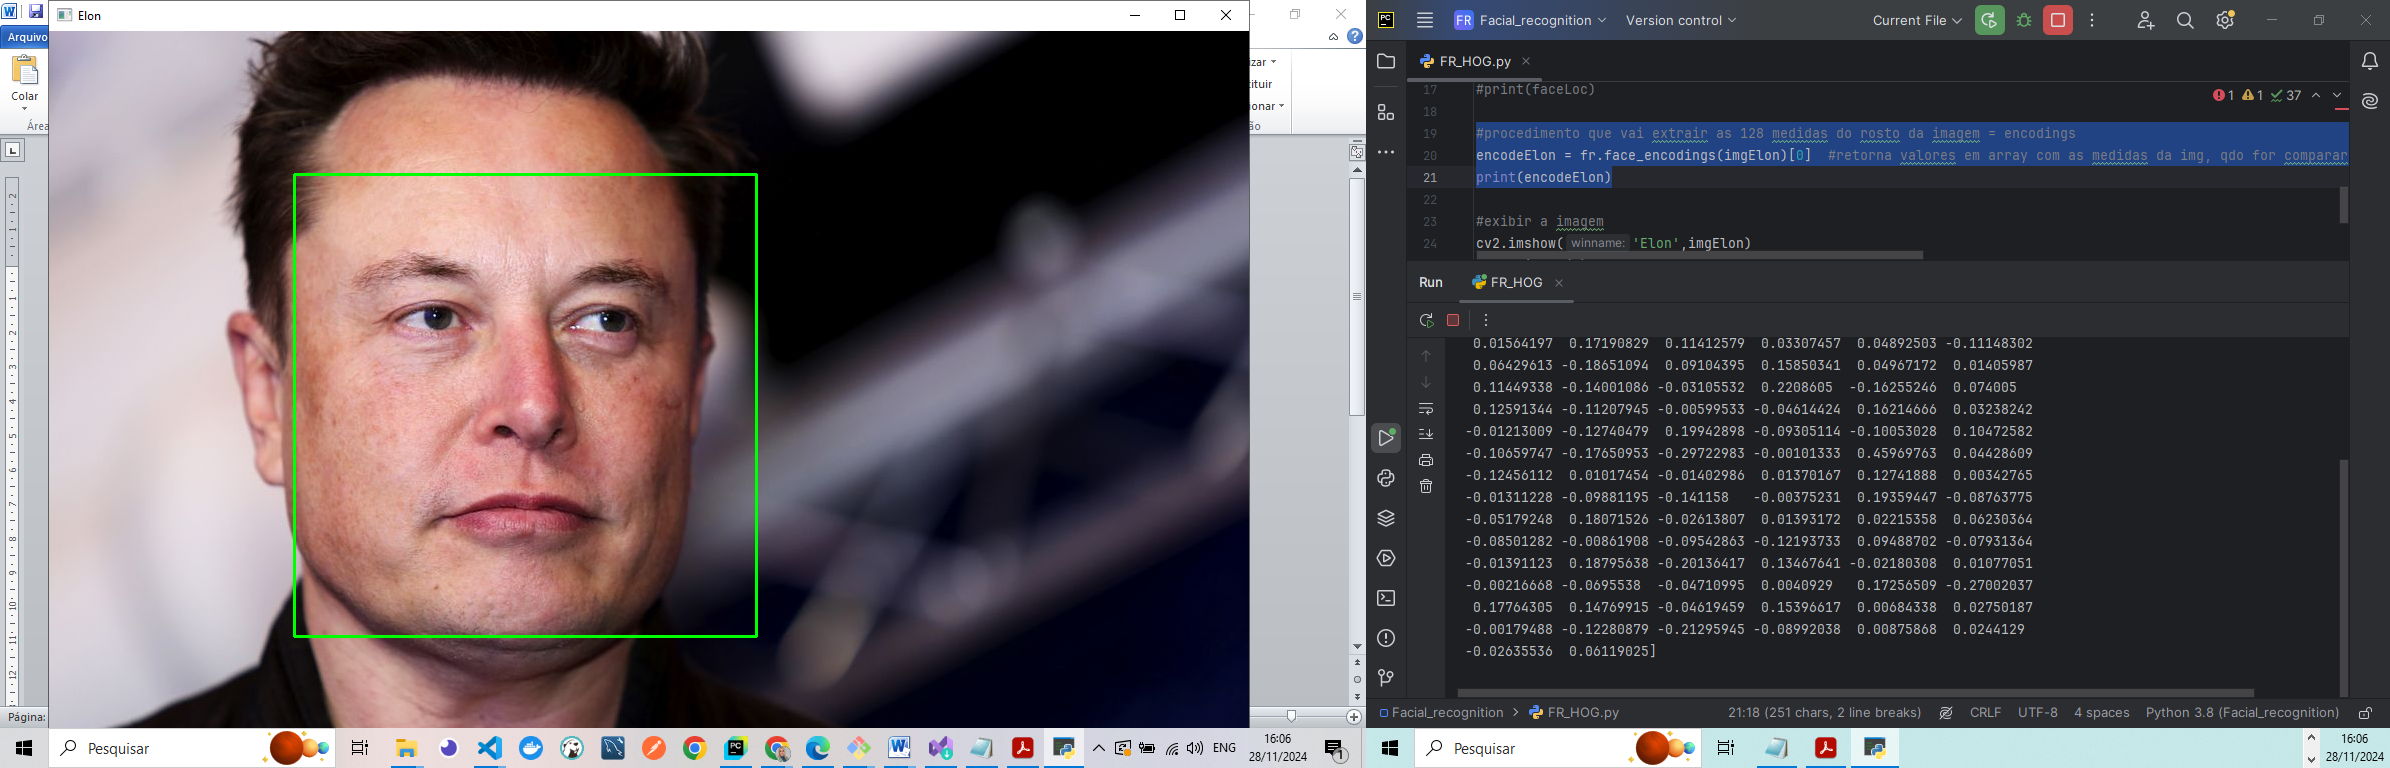 Elon
Arquivo
Colar
Área
izar
tituir
ionar
ão
Página:
FR Facial_recognition
Version control
Current File
FR_HOG.py
1 1 37
17 #print(faceLoc)
18
19 #procedimento que vai extrair as 128 medidas do rosto da imagem = encodings
20 encodeElon = fr.face_encodings(imgElon)[0]  #retorna valores em array com as medidas da img, qdo for comparar
21 print(encodeElon)
22
23 #exibir a imagem
24 cv2.imshow( winname: 'Elon',imgElon)
Run FR_HOG
0.01564197 0.17190829 0.11412579 0.03307457 0.04892503 -0.11148302
0.06429613 -0.18651094 0.09104395 0.15850341 0.04967172 0.01405987
0.11449338 -0.14001086 -0.03105532 0.2208605 -0.16255246 0.074005
0.12591344 -0.11207945 -0.00599533 -0.04614424 0.16214666 0.03238242
-0.01213009 -0.12740479 0.19942898 -0.09305114 -0.10053028 0.10472582
-0.10659747 -0.17650953 -0.29722983 -0.00101333 0.45969763 0.04428609
-0.12456112 0.01017454 -0.01402986 0.01370167 0.12741888 0.00342765
-0.01311228 -0.09881195 -0.141158 -0.00375231 0.19359447 -0.08763775
-0.05179248 0.18071526 -0.02613807 0.01393172 0.02215358 0.06230364
-0.08501282 -0.00861908 -0.09542863 -0.12193733 0.09488702 -0.07931364
-0.01391123 0.18795638 -0.20136417 0.13467641 -0.02180308 0.01077051
-0.00216668 -0.0695538 -0.04710995 0.0040929 0.17256509 -0.27002037
0.17764305 0.14769915 -0.04619459 0.15396617 0.00684338 0.02750187
-0.00179488 -0.12280879 -0.21295945 -0.08992038 0.00875868 0.0244129
-0.02635536 0.06119025]
Facial_recognition > FR_HOG.py
21:18 (251 chars, 2 line breaks) CRLF UTF-8 4 spaces Python 3.8 (Facial_recognition)
Pesquisar
ENG
16:06
28/11/2024
1
Pesquisar
16:06
28/11/2024